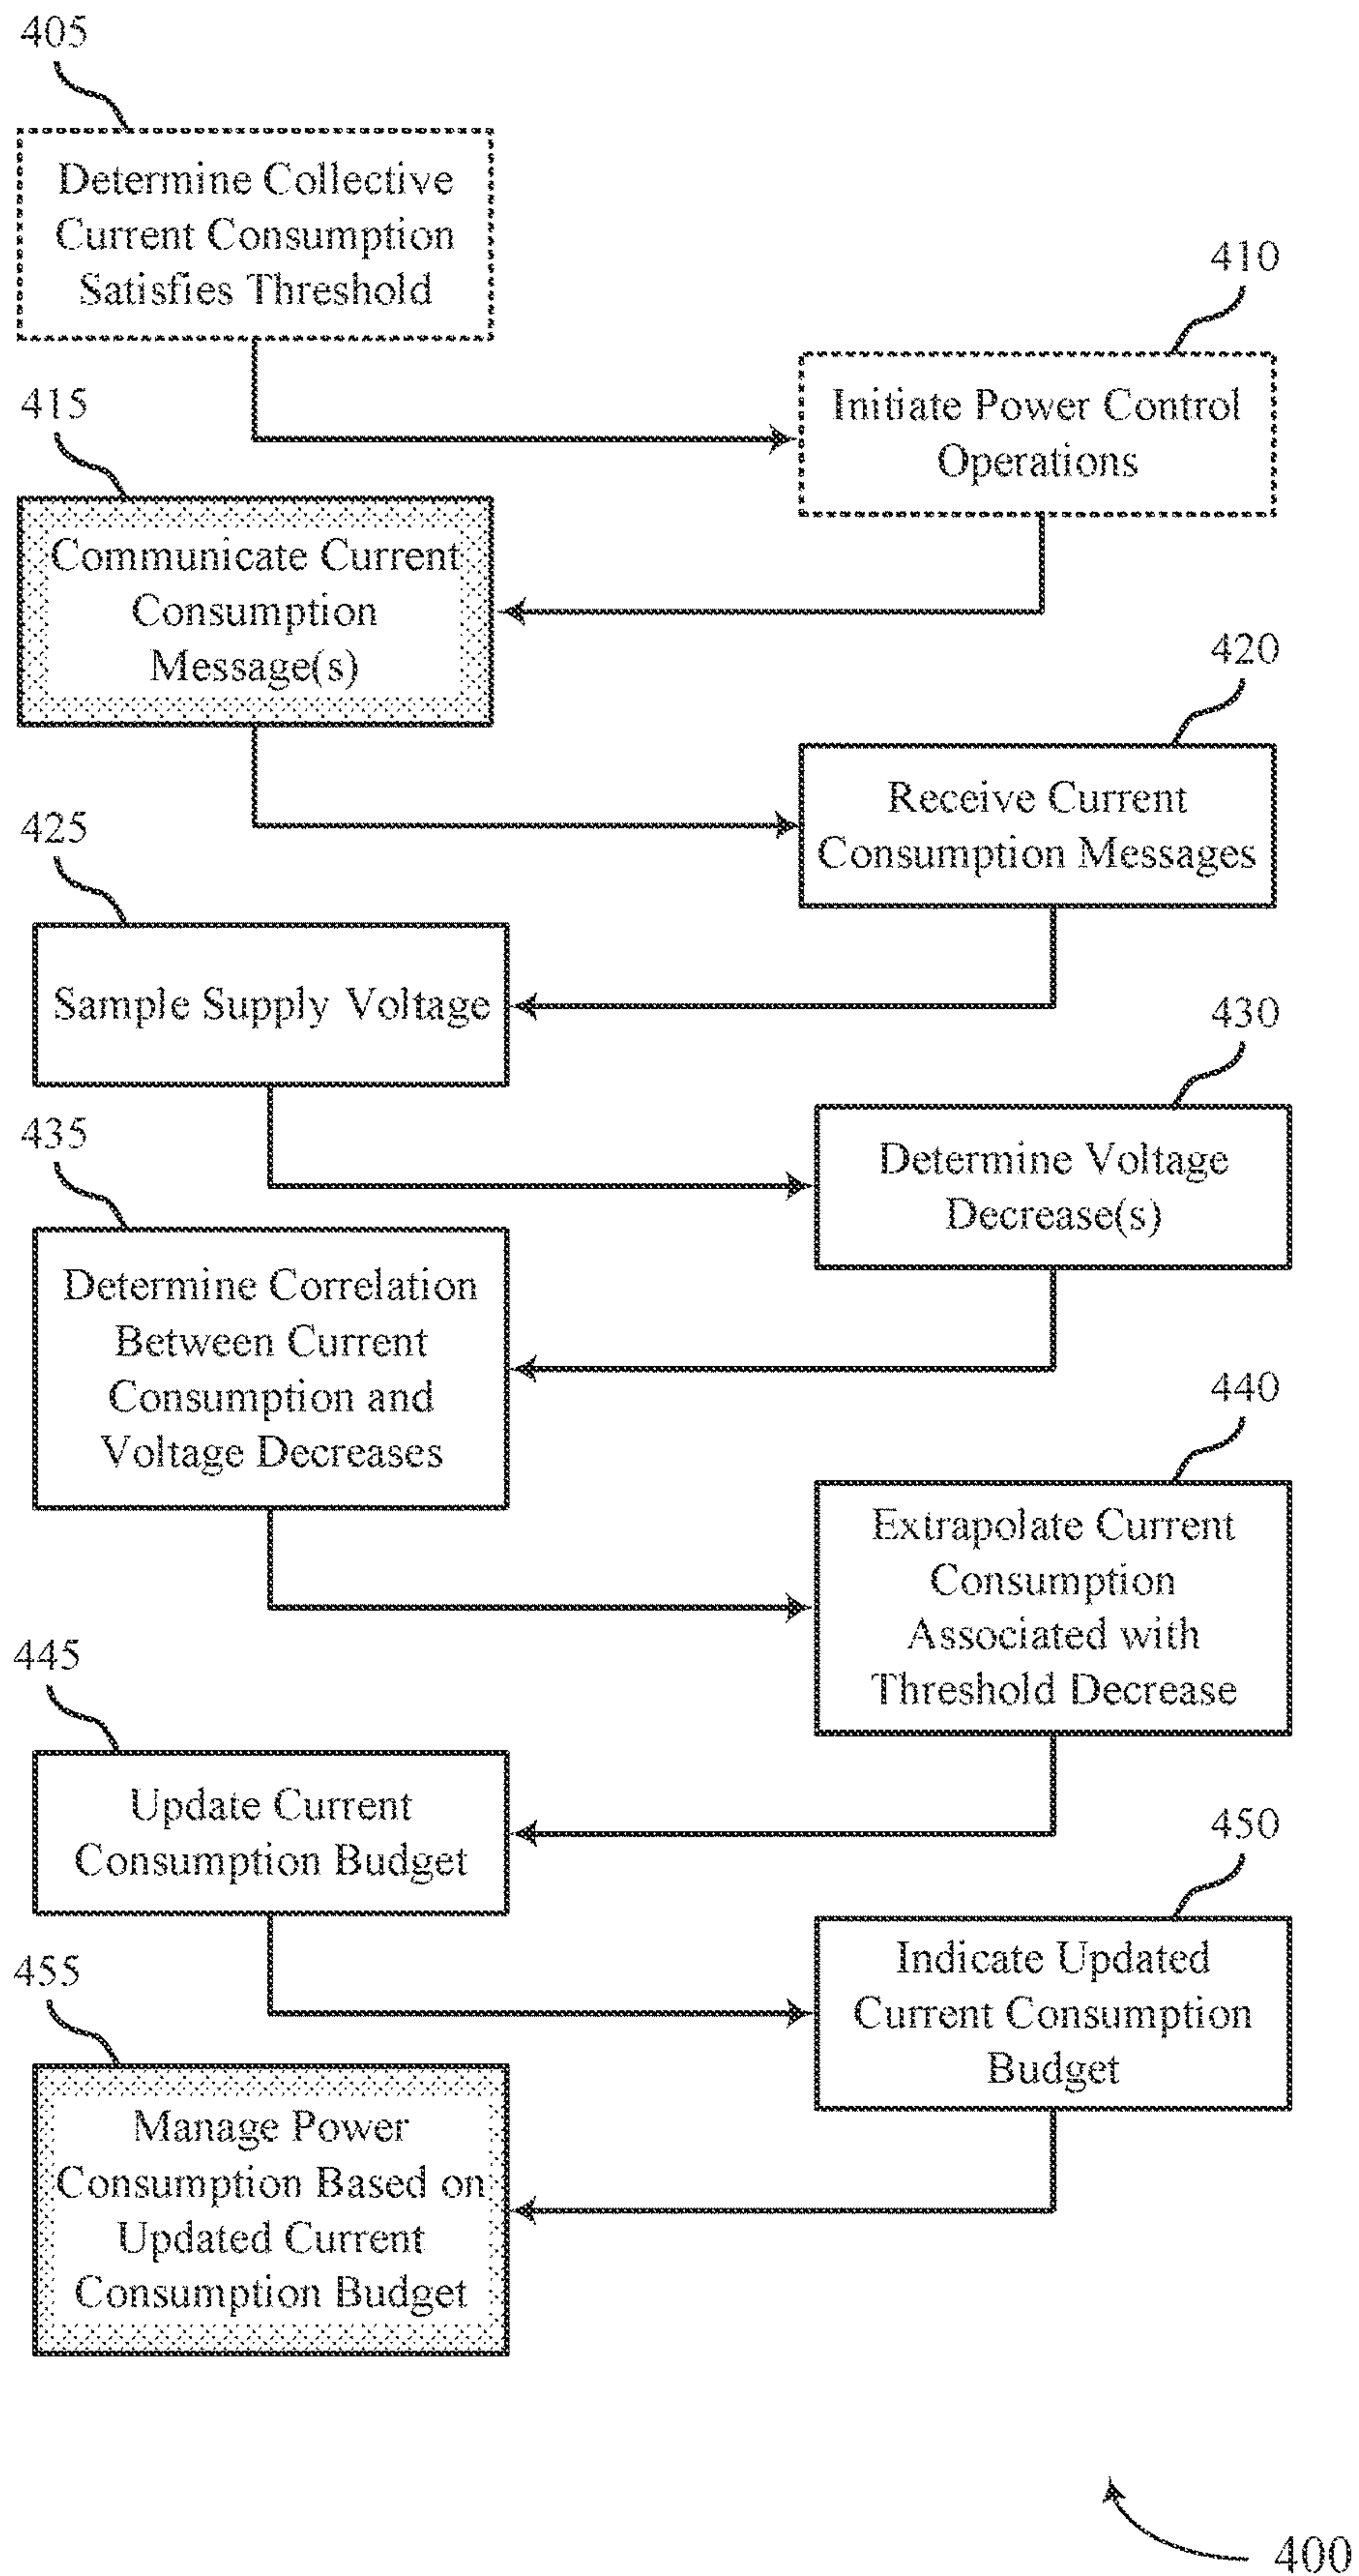 405
Determine Collective
Current Consumption
Satisfies Threshold
410
Initiate Power Control
Operations
415
Communicate Current
Consumption
Message(s)
420
Receive Current
Consumption Messages
425
Sample Supply Voltage
430
Determine Voltage
Decrease(s)
435
Determine Correlation
Between Current
Consumption and
Voltage Decreases
440
Extrapolate Current
Consumption
Associated with
Threshold Decrease
445
Update Current
Consumption Budget
450
Indicate Updated
Current Consumption
Budget
455
Manage Power
Consumption Based on
Updated Current
Consumption Budget
400